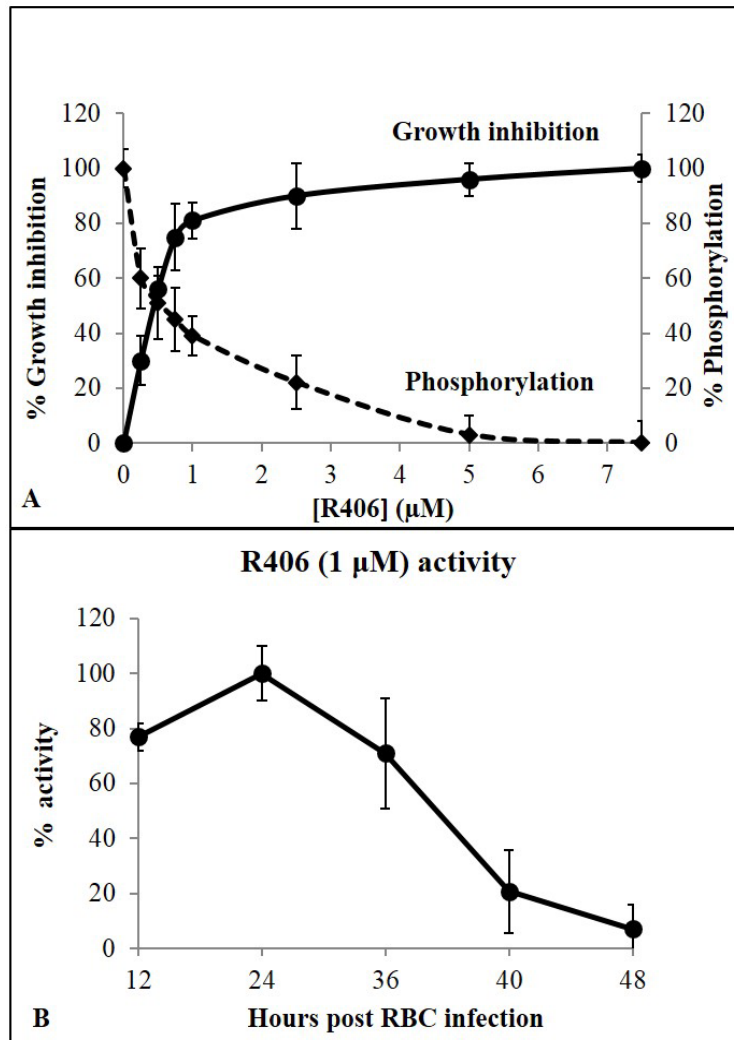 120
100
80
60
40
20
0
% Growth inhibition
Growth inhibition
Phosphorylation
120
100
80
60
40
20
0
% Phosphorylation
0 1 2 3 4 5 6 7
[R406] (µM)
A
R406 (1 µM) activity
120
100
80
60
40
20
0
% activity
12 24 36 40 48
Hours post RBC infection
B